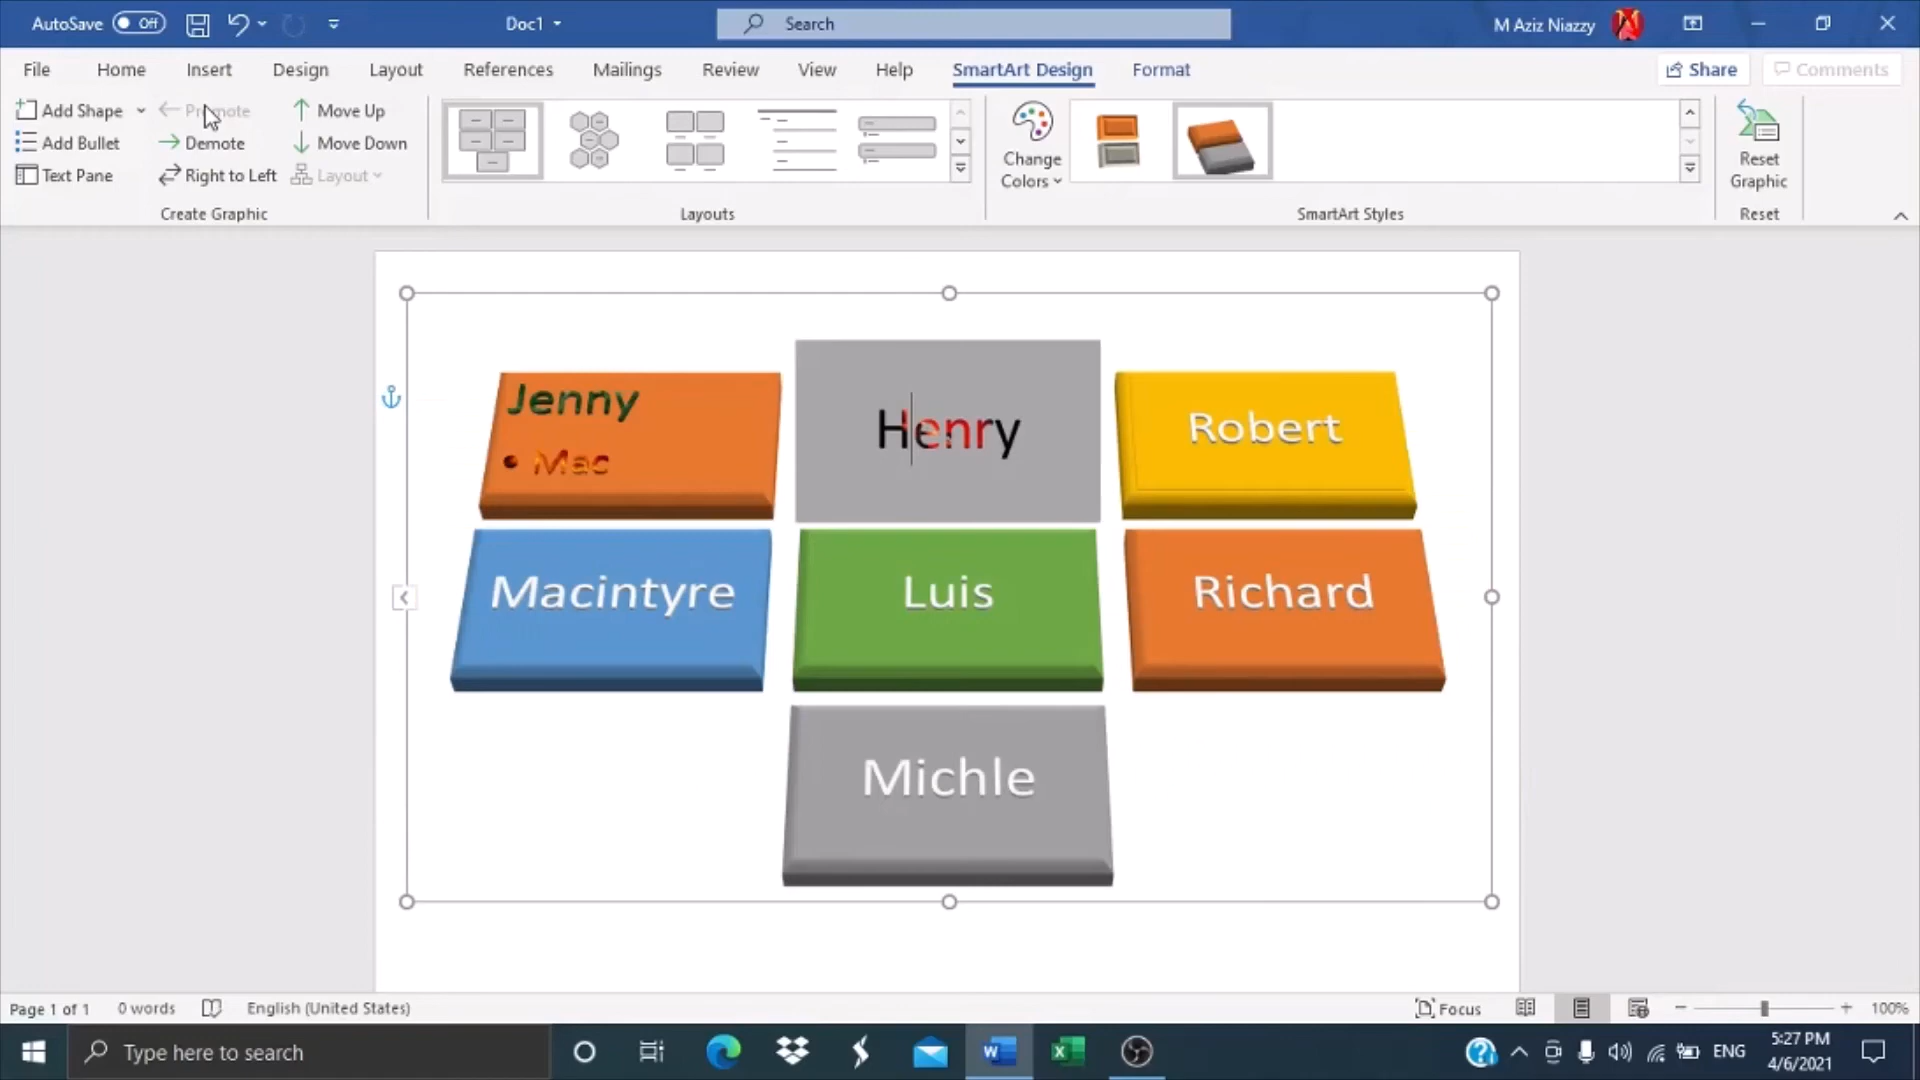 AutoSave Off Doc1 Search M Aziz Niazzy
File Home Insert Design Layout References Mailings Review View Help SmartArt Design Format Share Comments
Add Shape Promote Move Up
Add Bullet Demote Move Down
Text Pane Right to Left Layout
Change Colors
Reset Graphic
Create Graphic Layouts SmartArt Styles Reset
Jenny
• Mac
Henry
Robert
Macintyre
Luis
Richard
Michle
Page 1 of 1 0 words English (United States) Focus 100%
Type here to search
ENG
5:27 PM
4/6/2021